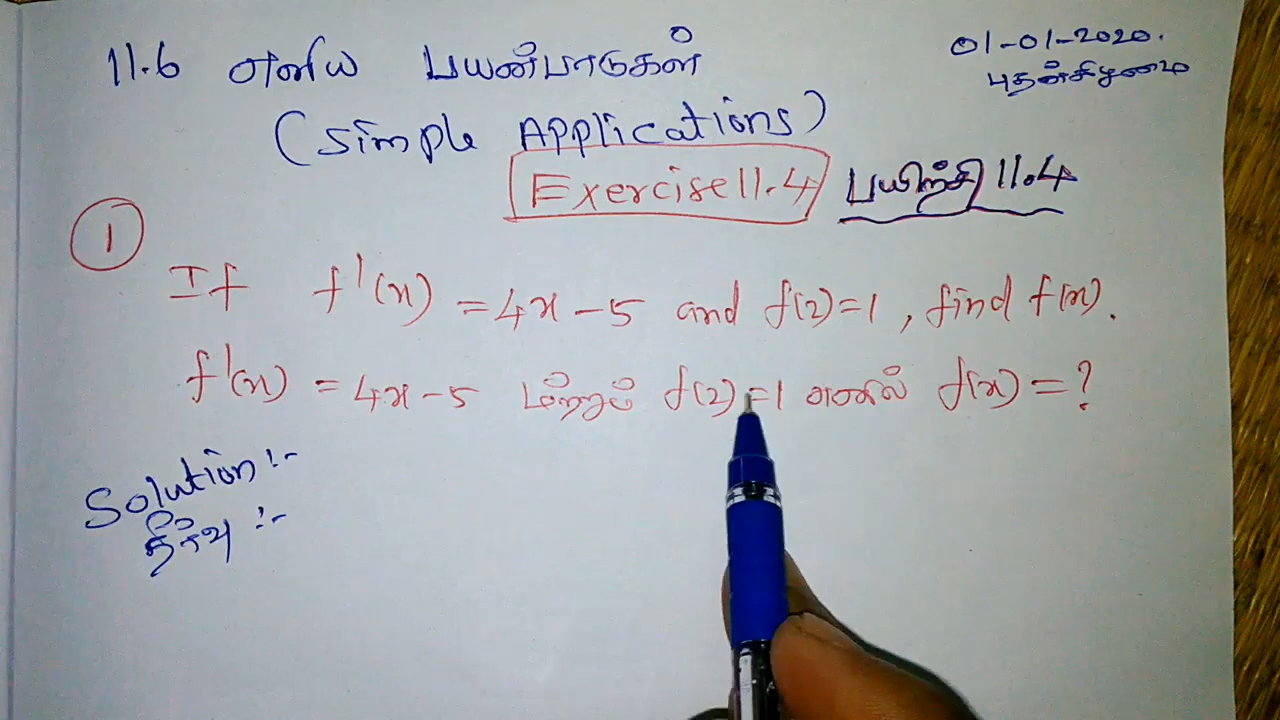 11.6 எளிய பயன்பாடுகள்
01-01-2020.
புதன்கிழமை
(Simple Applications)
Exercise 11.4 பயிற்சி 11.4
1
If f'(x) = 4x - 5 and f(2) = 1, find f(x).
f'(x) = 4x - 5 மற்றும் f(2) = 1 எனில் f(x) = ?
Solution :-
தீர்வு :-